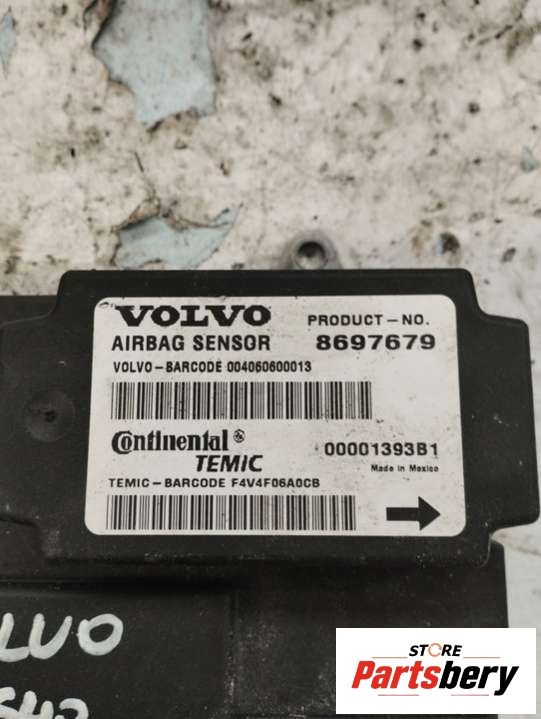 VOLVO
PRODUCT-NO.
AIRBAG SENSOR 8697679
VOLVO-BARCODE 004060600013
Continental
TEMIC
00001393B1
Made in Mexico
TEMIC-BARCODE F4V4F06A0CB
STORE
Partsbery